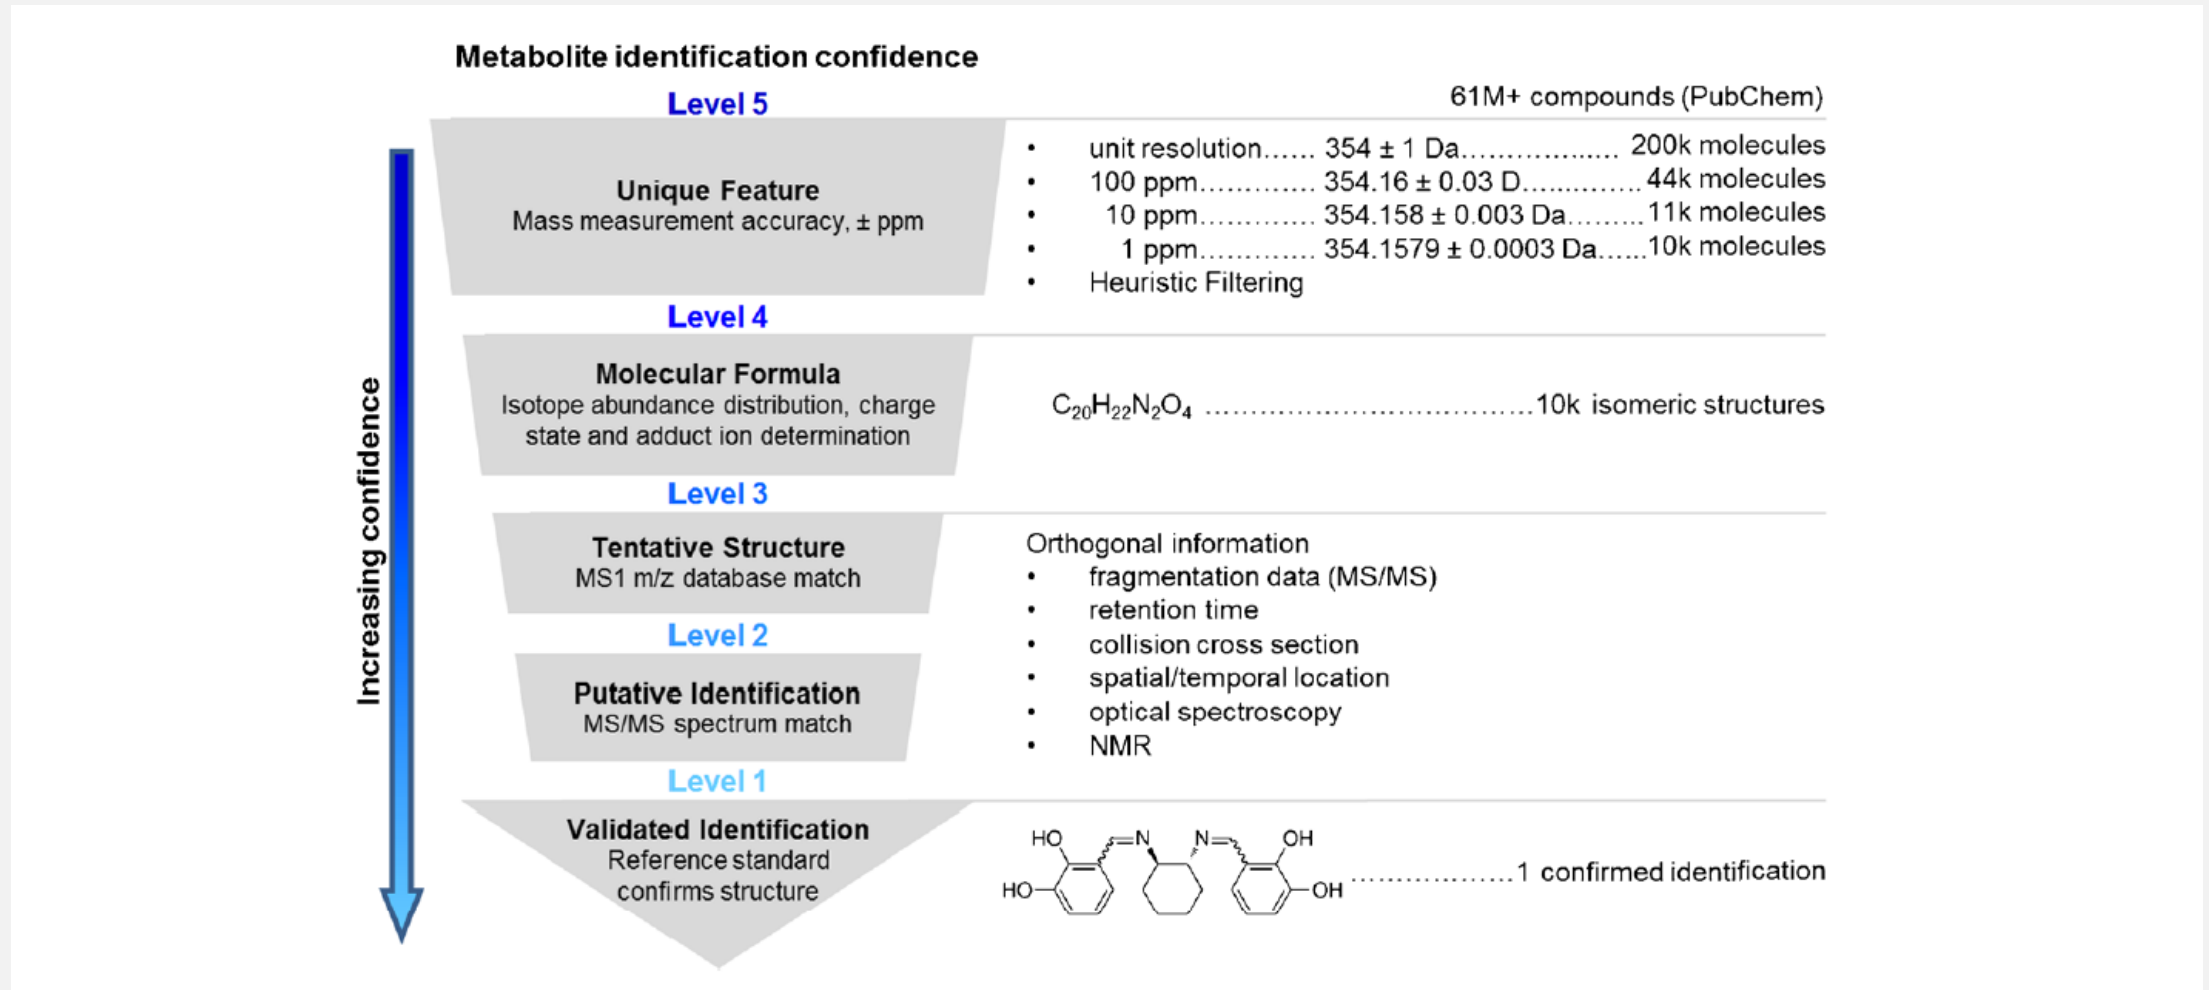 Metabolite identification confidence
Level 5
61M+ compounds (PubChem)
Unique Feature
Mass measurement accuracy, ± ppm
• unit resolution...... 354 ± 1 Da.................... 200k molecules
• 100 ppm............. 354.16 ± 0.03 D.............. 44k molecules
• 10 ppm............. 354.158 ± 0.003 Da.........11k molecules
• 1 ppm............. 354.1579 ± 0.0003 Da......10k molecules
• Heuristic Filtering
Level 4
Molecular Formula
Isotope abundance distribution, charge
state and adduct ion determination
C₂₀H₂₂N₂O₄ ....................................10k isomeric structures
Level 3
Tentative Structure
MS1 m/z database match
Level 2
Putative Identification
MS/MS spectrum match
Orthogonal information
• fragmentation data (MS/MS)
• retention time
• collision cross section
• spatial/temporal location
• optical spectroscopy
• NMR
Level 1
Validated Identification
Reference standard
confirms structure
HO N N OH
HO OH
..................1 confirmed identification
Increasing confidence